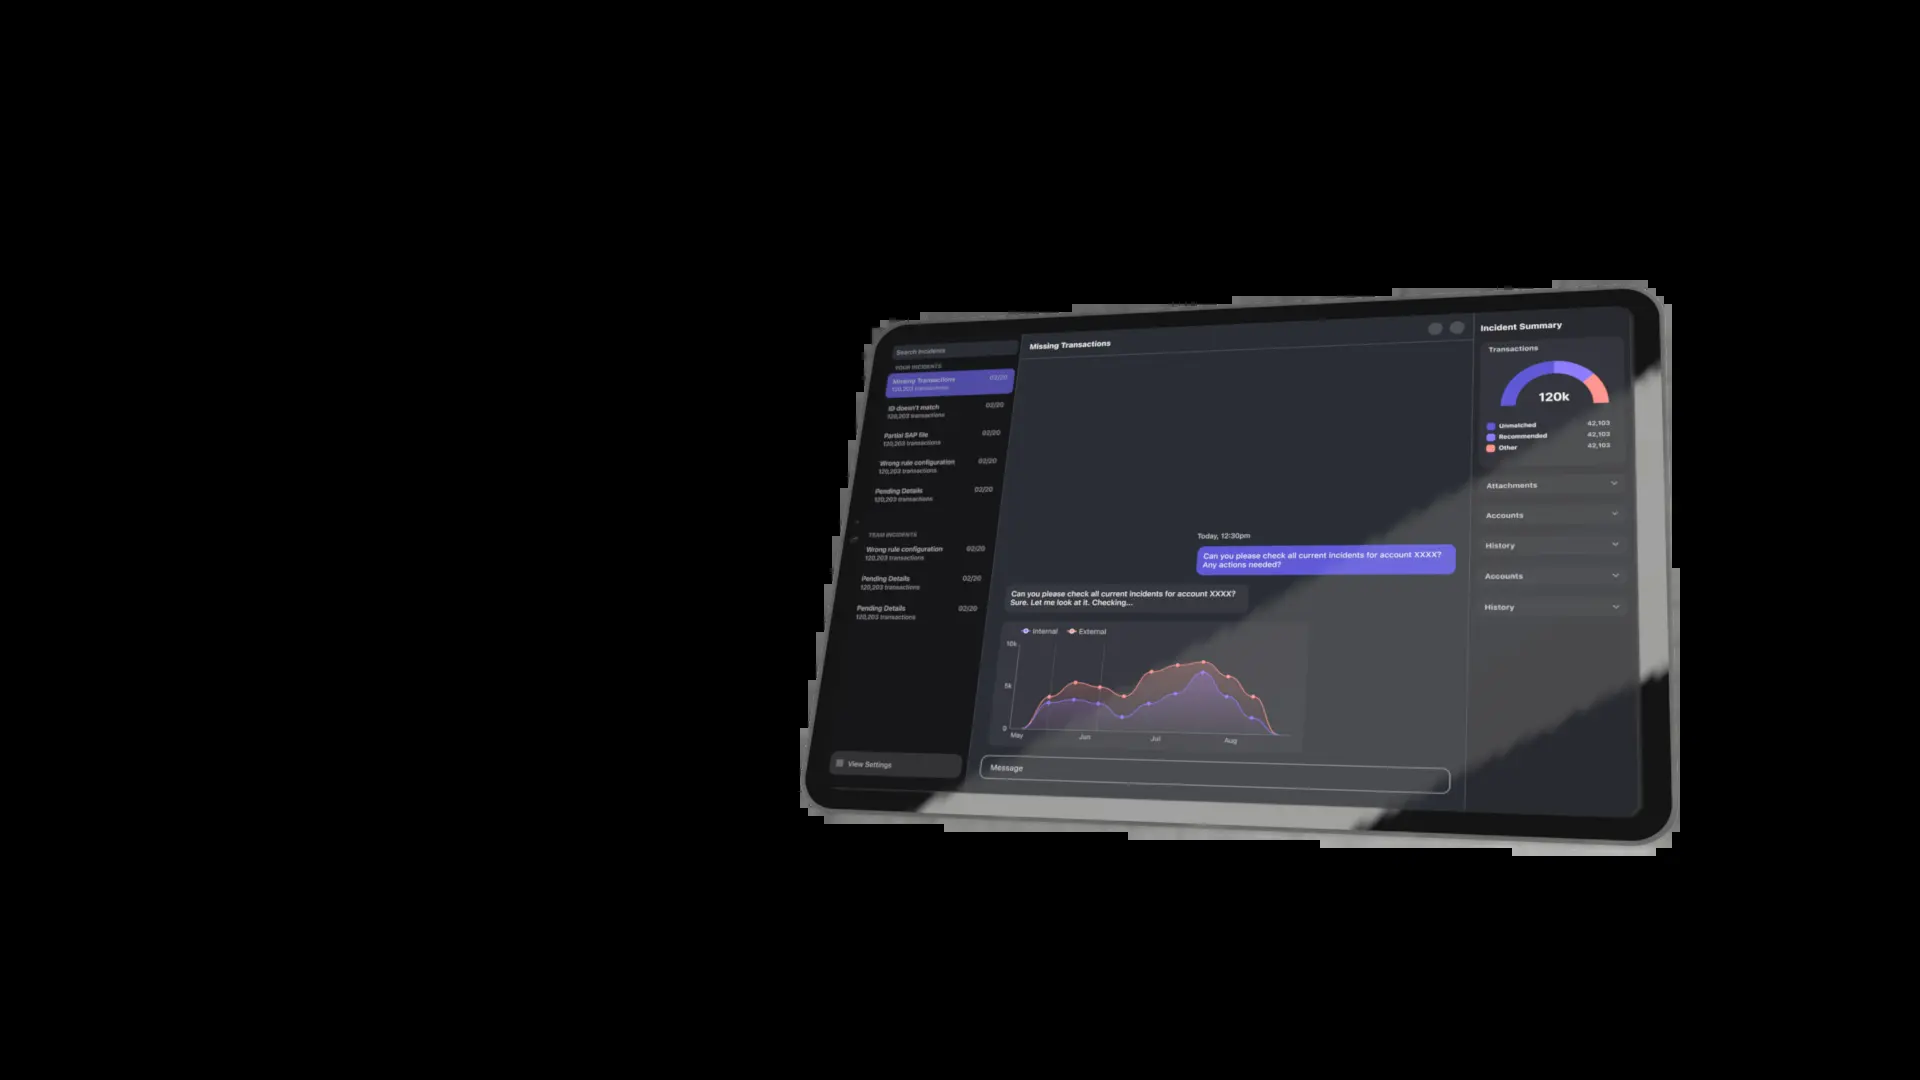 Search Incidents
YOUR INCIDENTS
Missing Transactions 02/20
120,203 transactions
ID doesn't match 02/20
120,203 transactions
Partial SAP file 02/20
120,203 transactions
Wrong rule configuration 02/20
120,203 transactions
Pending Details 02/20
120,203 transactions
TEAM INCIDENTS
Wrong rule configuration 02/20
120,203 transactions
Pending Details 02/20
120,203 transactions
Pending Details 02/20
120,203 transactions
View Settings
Missing Transactions
Today, 12:30pm
Can you please check all current incidents for account XXXX?
Any actions needed?
Can you please check all current incidents for account XXXX?
Sure. Let me look at it. Checking...
Internal External
10k
5k
0
May Jun Jul Aug
Message
Incident Summary
Transactions
120k
Unmatched 42,103
Recommended 42,103
Other 42,103
Attachments
Accounts
History
Accounts
History